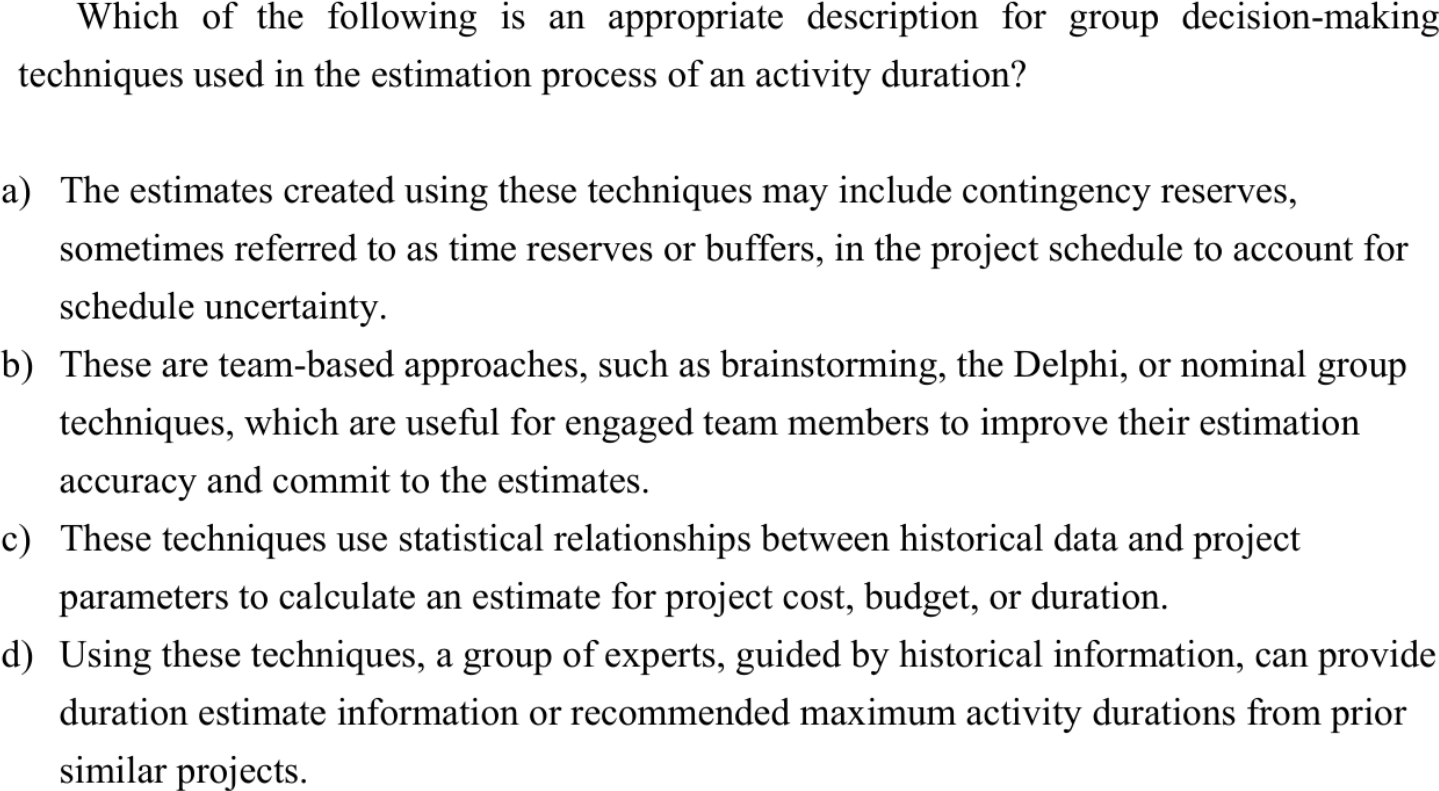 Which of the following is an appropriate description for group decision-making
techniques used in the estimation process of an activity duration?
a) The estimates created using these techniques may include contingency reserves,
sometimes referred to as time reserves or buffers, in the project schedule to account for
schedule uncertainty.
b) These are team-based approaches, such as brainstorming, the Delphi, or nominal group
techniques, which are useful for engaged team members to improve their estimation
accuracy and commit to the estimates.
c) These techniques use statistical relationships between historical data and project
parameters to calculate an estimate for project cost, budget, or duration.
d) Using these techniques, a group of experts, guided by historical information, can provide
duration estimate information or recommended maximum activity durations from prior
similar projects.